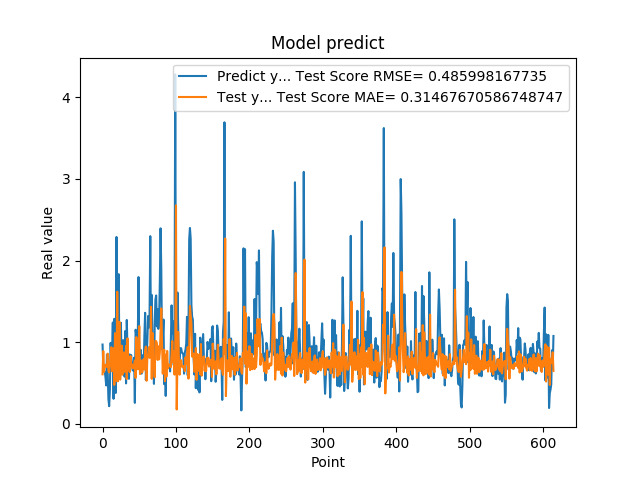 Model predict
Predict y... Test Score RMSE= 0.485998167735
Test y... Test Score MAE= 0.31467670586748747
Real value
4
3
2
1
0
0 100 200 300 400 500 600
Point